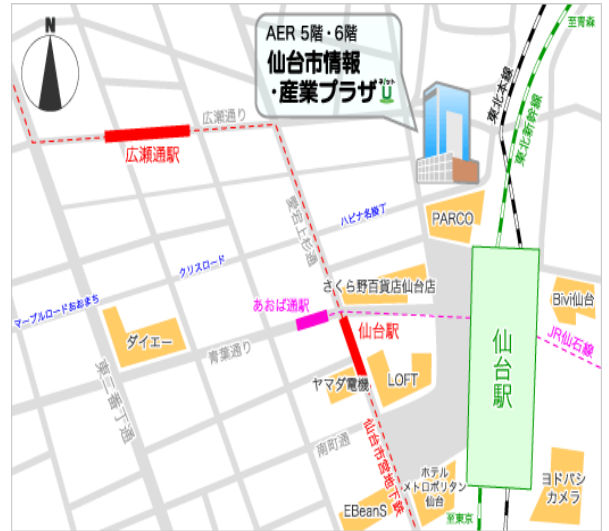 N
AER 5階・6階
仙台市情報
・産業プラザ
ネ!ット
U
至青森
東北本線
東北新幹線
広瀬通り
広瀬通駅
愛宕上杉通
ハピナ名掛丁
PARCO
クリスロード
さくら野百貨店仙台店
マーブルロードおおまち
あおば通駅
Bivi仙台
ダイエー
仙台駅
JR仙石線
青葉通り
仙台駅
ヤマダ電機
LOFT
東二番丁通
南町通
仙台市営地下鉄
ホテル
メトロポリタン
仙台
ヨドバシ
カメラ
EBeanS
至東京